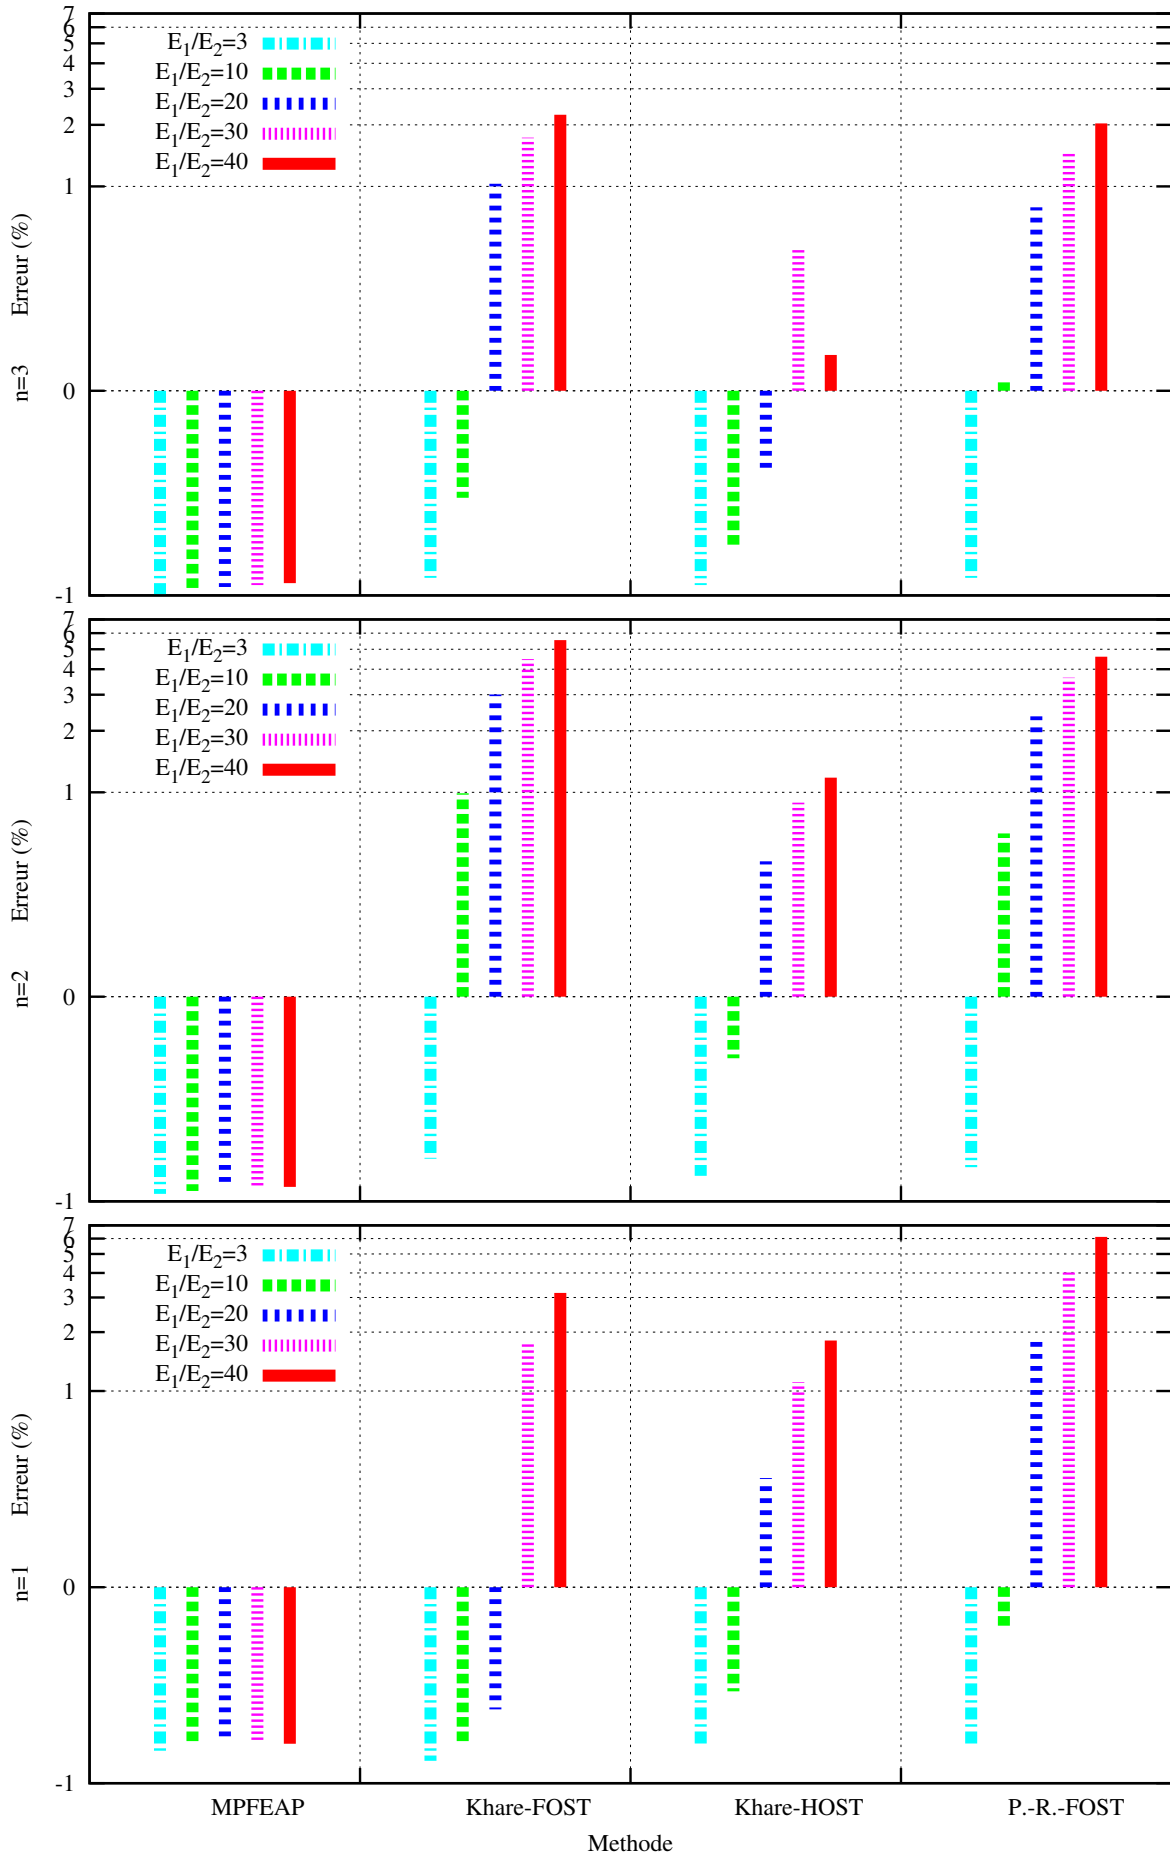 7
6
5
4
3
2
1
0
-1
n=3 Erreur (%)
E1/E2=3
E1/E2=10
E1/E2=20
E1/E2=30
E1/E2=40
7
6
5
4
3
2
1
0
-1
n=2 Erreur (%)
E1/E2=3
E1/E2=10
E1/E2=20
E1/E2=30
E1/E2=40
7
6
5
4
3
2
1
0
-1
n=1 Erreur (%)
E1/E2=3
E1/E2=10
E1/E2=20
E1/E2=30
E1/E2=40
MPFEAP
Khare-FOST
Khare-HOST
P.-R.-FOST
Methode